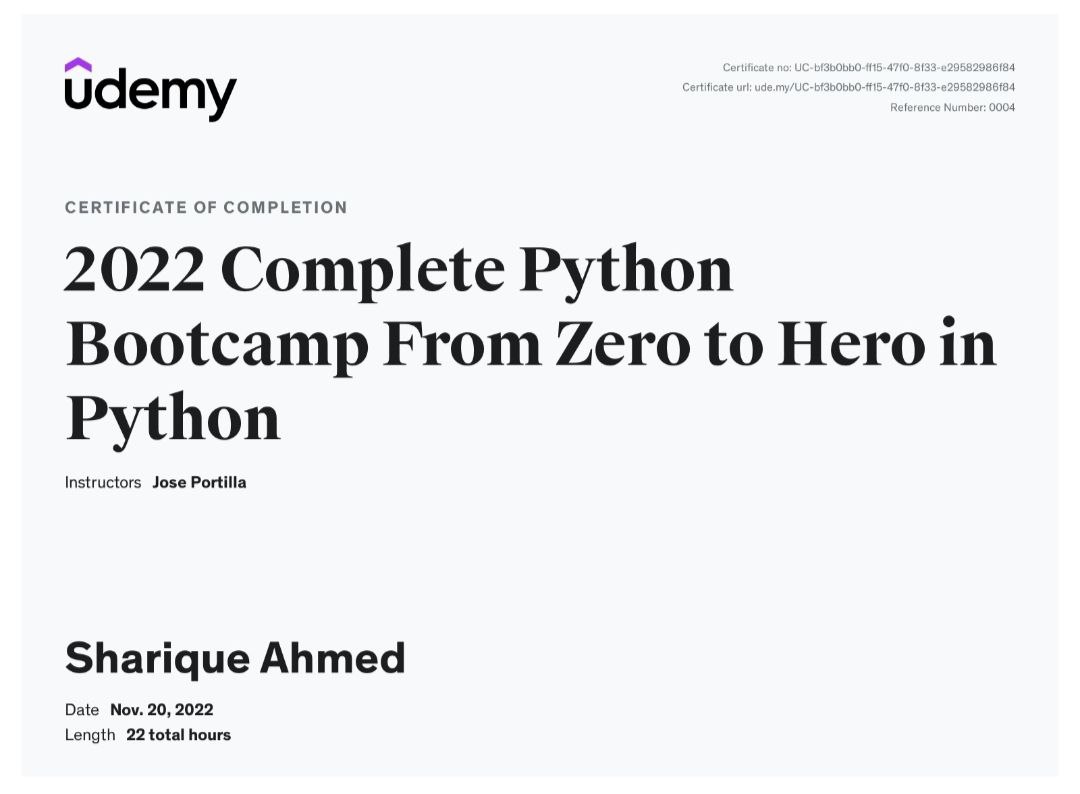 udemy
Certificate no: UC-bf3b0bb0-ff15-47f0-8f33-e29582986f84
Certificate url: ude.my/UC-bf3b0bb0-ff15-47f0-8f33-e29582986f84
Reference Number: 0004
CERTIFICATE OF COMPLETION
2022 Complete Python
Bootcamp From Zero to Hero in
Python
Instructors Jose Portilla
Sharique Ahmed
Date Nov. 20, 2022
Length 22 total hours